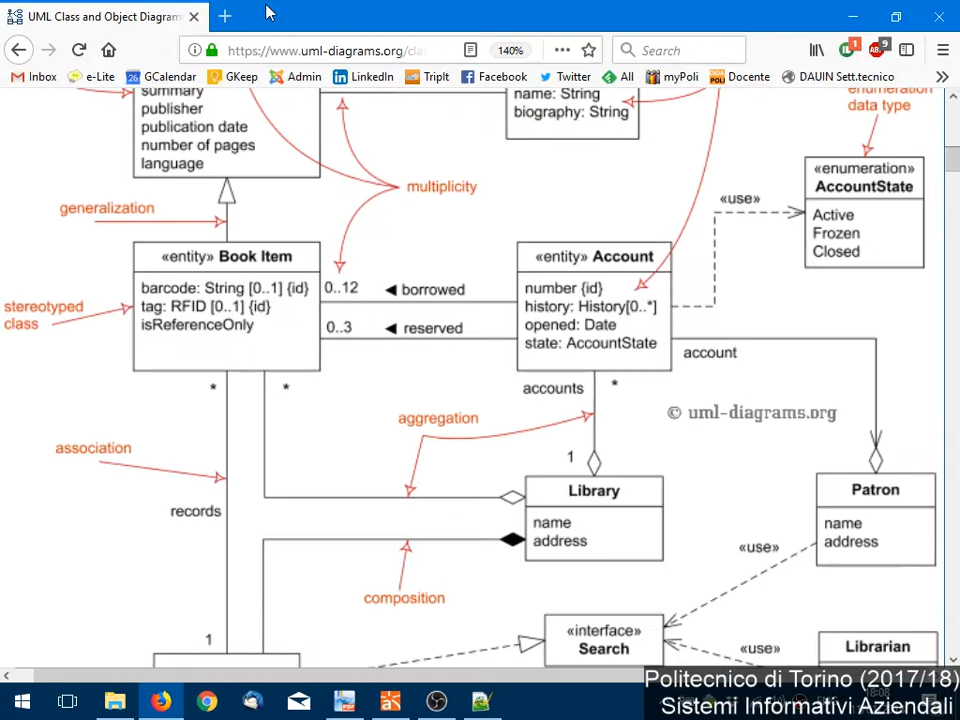 UML Class and Object Diagram
https://www.uml-diagrams.org/cla
140%
Search
1
9
Inbox
e-Lite
26
GCalendar
GKeep
Admin
LinkedIn
TripIt
Facebook
Twitter
All
myPoli
Docente
DAUIN Sett.tecnico
summary
publisher
publication date
number of pages
language
name: String
biography: String
enumeration
data type
multiplicity
«enumeration»
AccountState
Active
Frozen
Closed
«use»
generalization
«entity» Book Item
barcode: String [0..1] {id}
tag: RFID [0..1] {id}
isReferenceOnly
0..12
borrowed
0..3
reserved
«entity» Account
number {id}
history: History[0..*]
opened: Date
state: AccountState
stereotyped
class
account
*
*
accounts
*
© uml-diagrams.org
aggregation
association
1
Library
name
address
Patron
name
address
records
«use»
composition
1
«interface»
Search
«use»
Librarian
Politecnico di Torino (2017/18)
18:08
Sistemi Informativi Aziendali